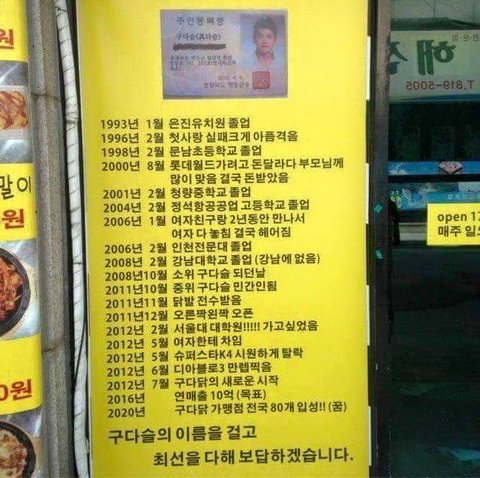 원
말이
0원
0원
주민등록증
구다슬(具다슬)
2012. 4. 9.
1993년 1월 은진유치원 졸업
1996년 2월 첫사랑 실패크게 아픔겪음
1998년 2월 문남초등학교 졸업
2000년 8월 롯데월드가려고 돈달라다 부모님께
많이 맞음 결국 돈받았음
2001년 2월 청량중학교 졸업
2004년 2월 정석항공공업 고등학교 졸업
2006년 1월 여자친구랑 2년동안 만나서
여자 다 놓침 결국 헤어짐
2006년 2월 인천전문대 졸업
2008년 2월 강남대학교 졸업 (강남에 없음)
2008년10월 소위 구다슬 되던날
2011년10월 중위 구다슬 민간인됨
2011년11월 닭발 전수받음
2011년12월 오른짝왼짝 오픈
2012년 2월 서울대 대학원!!!!! 가고싶었음
2012년 5월 여자한테 차임
2012년 5월 슈퍼스타K4 시원하게 탈락
2012년 6월 디아블로3 만렙찍음
2012년 7월 구다닭의 새로운 시작
2016년 연매출 10억 (목표)
2020년 구다닭 가맹점 전국 80개 입성!! (꿈)
구다슬의 이름을 걸고
최선을 다해 보답하겠습니다.
해
T.819-5005
open 17
매주 일요